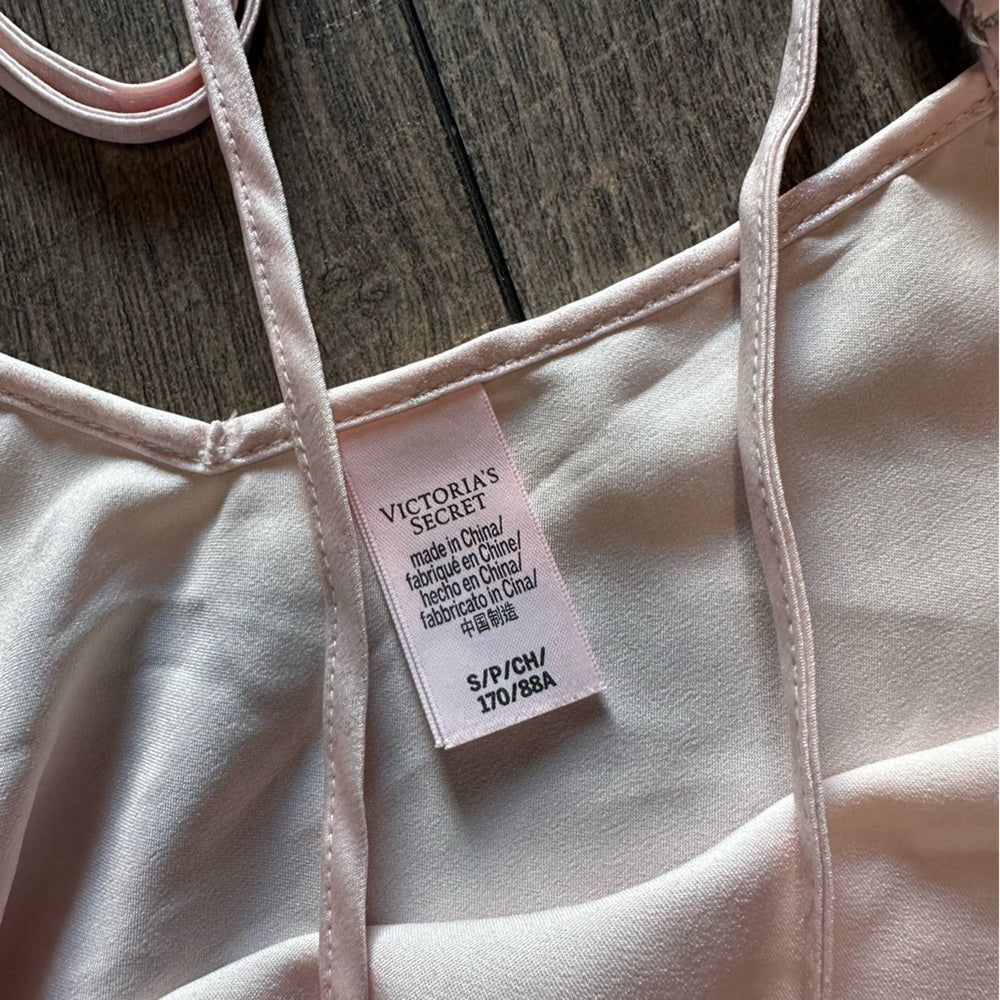 VICTORIA'S
SECRET
made in China/
fabriqué en Chine/
hecho en China/
fabbricato in Cina/
中国制造
S/P/CH/
170/88A